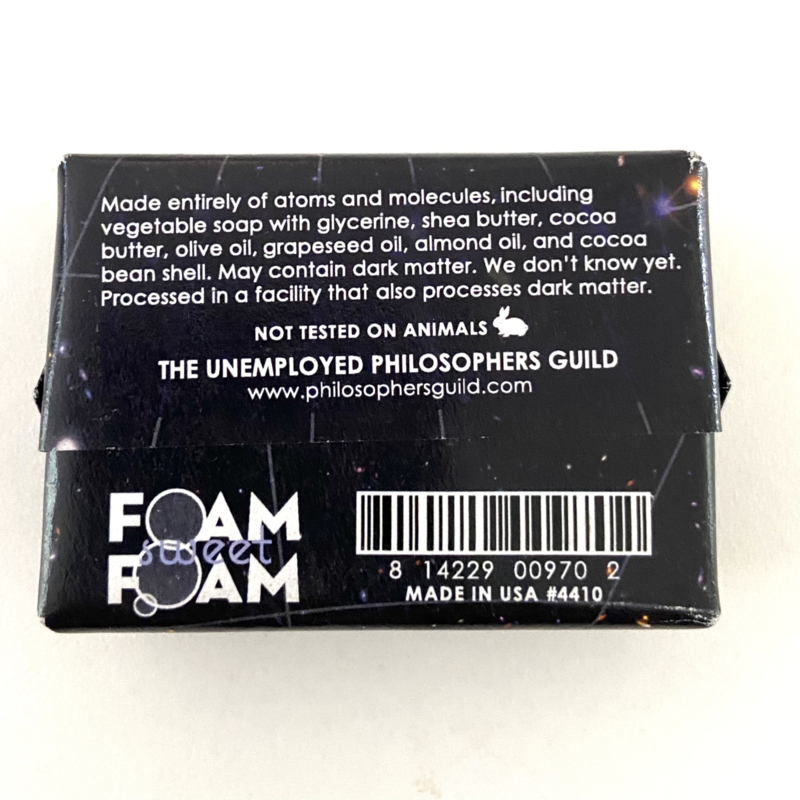 Made entirely of atoms and molecules, including
vegetable soap with glycerine, shea butter, cocoa
butter, olive oil, grapeseed oil, almond oil, and cocoa
bean shell. May contain dark matter. We don't know yet.
Processed in a facility that also processes dark matter.
NOT TESTED ON ANIMALS
THE UNEMPLOYED PHILOSOPHERS GUILD
www.philosophersguild.com
FOAM
sweet
FOAM
8 14229 00970 2
MADE IN USA #4410